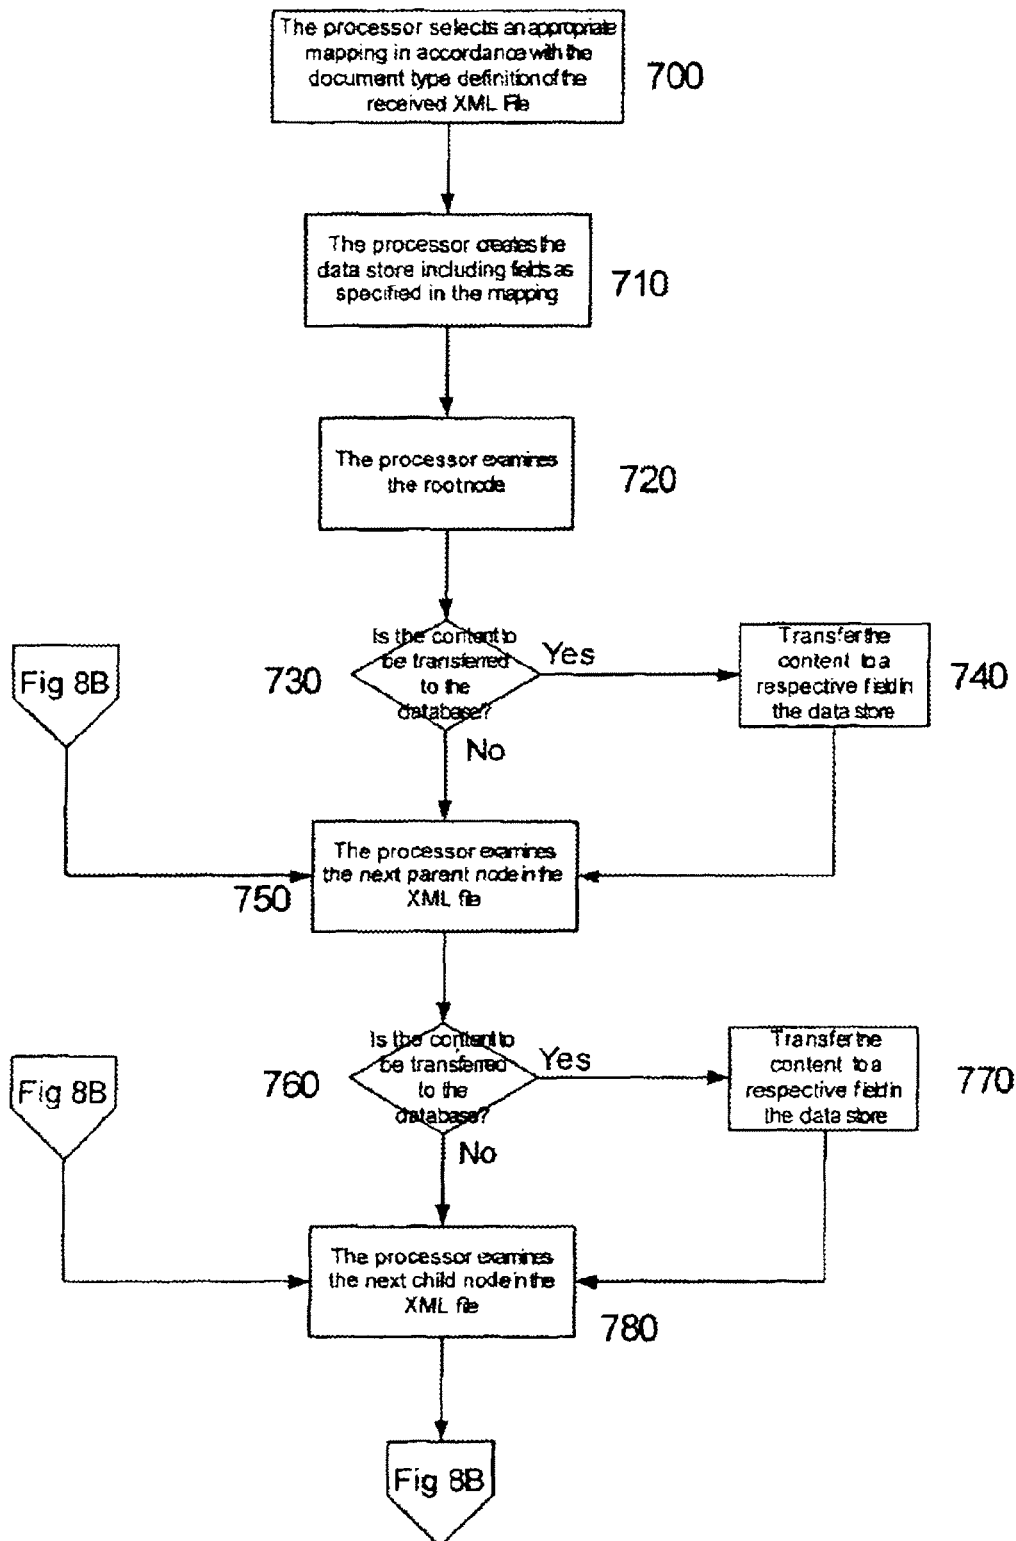 The processor selects an appropriate
mapping in accordance with the
document type definition of the
received XML File
700
The processor creates the
data store including fields as
specified in the mapping
710
The processor examines
the root node
720
Is the content to
be transferred
to the
database?
730
Yes
No
Transfer the
content to a
respective field in
the data store
740
Fig 8B
The processor examines
the next parent node in the
XML file
750
Is the content to
be transferred
to the
database?
760
Yes
No
Transfer the
content to a
respective field in
the data store
770
Fig 8B
The processor examines
the next child node in the
XML file
780
Fig 8B